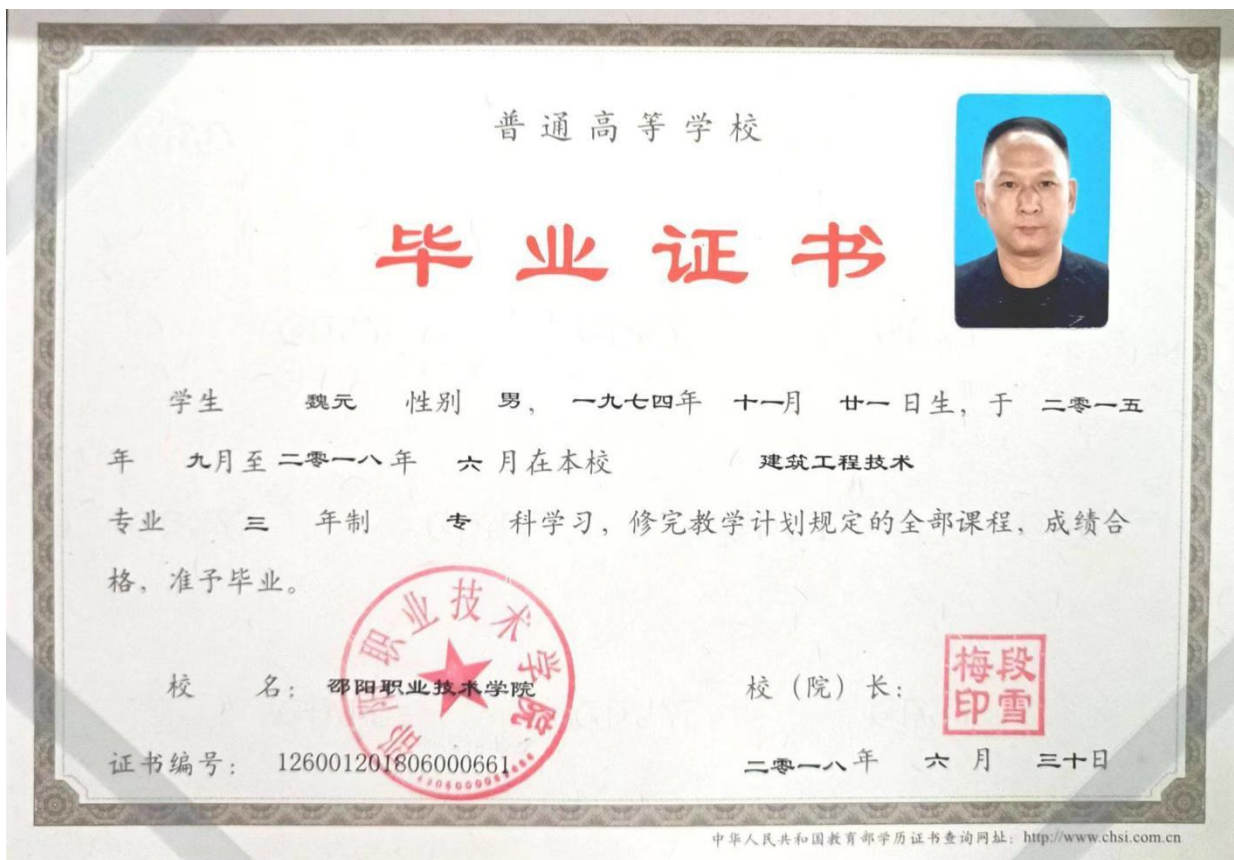 普通高等学校
毕业证书
学生 魏元 性别 男，一九七四年 十一月 廿一日生，于 二零一五
年 九月至二零一八年 六月在本校 建筑工程技术
专业 三 年制 专 科学习，修完教学计划规定的全部课程，成绩合
格，准予毕业。
邵阳职业技术学院
段雪梅印
校 名：邵阳职业技术学院 校（院）长：
证书编号：126001201806000661 二零一八年 六月 三十日
中华人民共和国教育部学历证书查询网址：http://www.chsi.com.cn